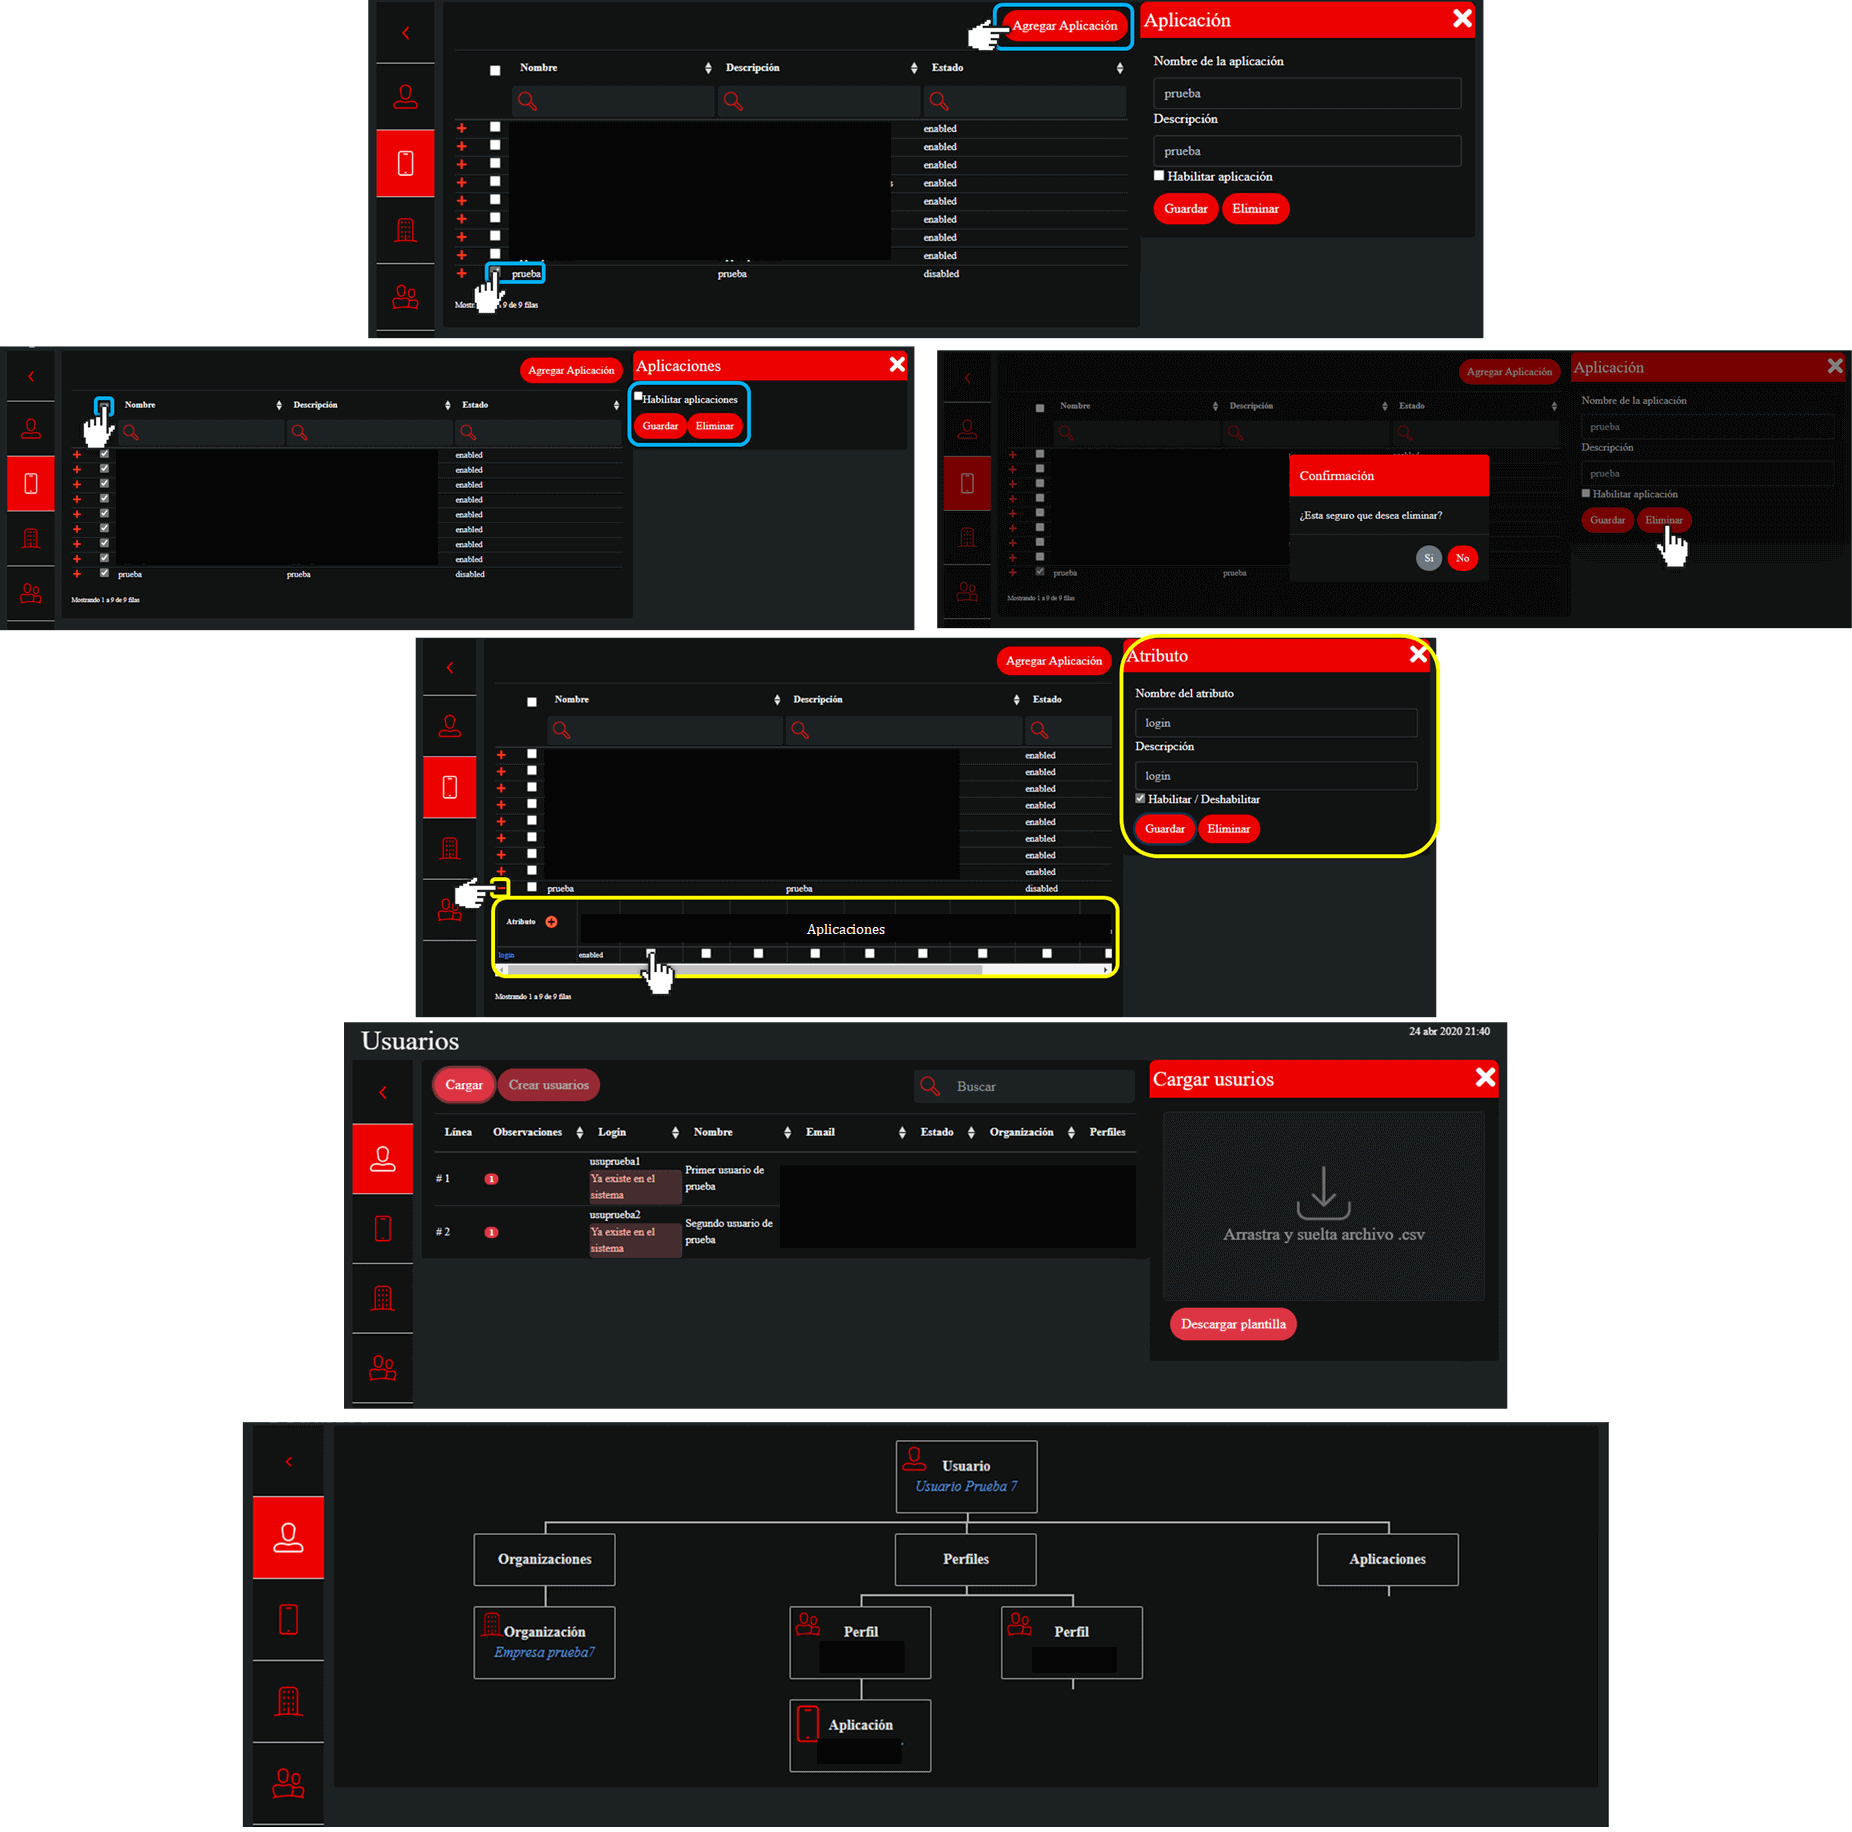 Agregar Aplicación
Aplicación
Nombre Descripción Estado
Nombre de la aplicación
prueba
Descripción
prueba
Habilitar aplicación
Guardar Eliminar
enabled
enabled
enabled
enabled
enabled
enabled
enabled
enabled
prueba prueba disabled
9 de 9 filas
Agregar Aplicación
Aplicaciones
Habilitar aplicaciones
Guardar Eliminar
Nombre Descripción Estado
enabled
enabled
enabled
enabled
enabled
enabled
enabled
enabled
prueba prueba disabled
Mostrando 1 a 9 de 9 filas
Agregar Aplicación
Aplicación
Nombre de la aplicación
prueba
Descripción
prueba
Habilitar aplicación
Guardar Eliminar
Nombre Descripción Estado
Confirmación
¿Esta seguro que desea eliminar?
Si No
prueba prueba
Mostrando 1 a 9 de 9 filas
Agregar Aplicación
Atributo
Nombre del atributo
login
Descripción
login
Habilitar / Deshabilitar
Guardar Eliminar
Nombre Descripción Estado
enabled
enabled
enabled
enabled
enabled
enabled
enabled
enabled
prueba prueba disabled
Atributo
Aplicaciones
login enabled
Mostrando 1 a 9 de 9 filas
Usuarios
24 abr 2020 21:40
Cargar Crear usuarios
Buscar
Cargar usurios
Línea Observaciones Login Nombre Email Estado Organización Perfiles
# 1 1 usuprueba1
Ya existe en el
sistema
Primer usuario de
prueba
# 2 1 usuprueba2
Ya existe en el
sistema
Segundo usuario de
prueba
Arrastra y suelta archivo .csv
Descargar plantilla
Usuario
Usuario Prueba 7
Organizaciones Perfiles Aplicaciones
Organización
Empresa prueba7
Perfil
Perfil
Aplicación